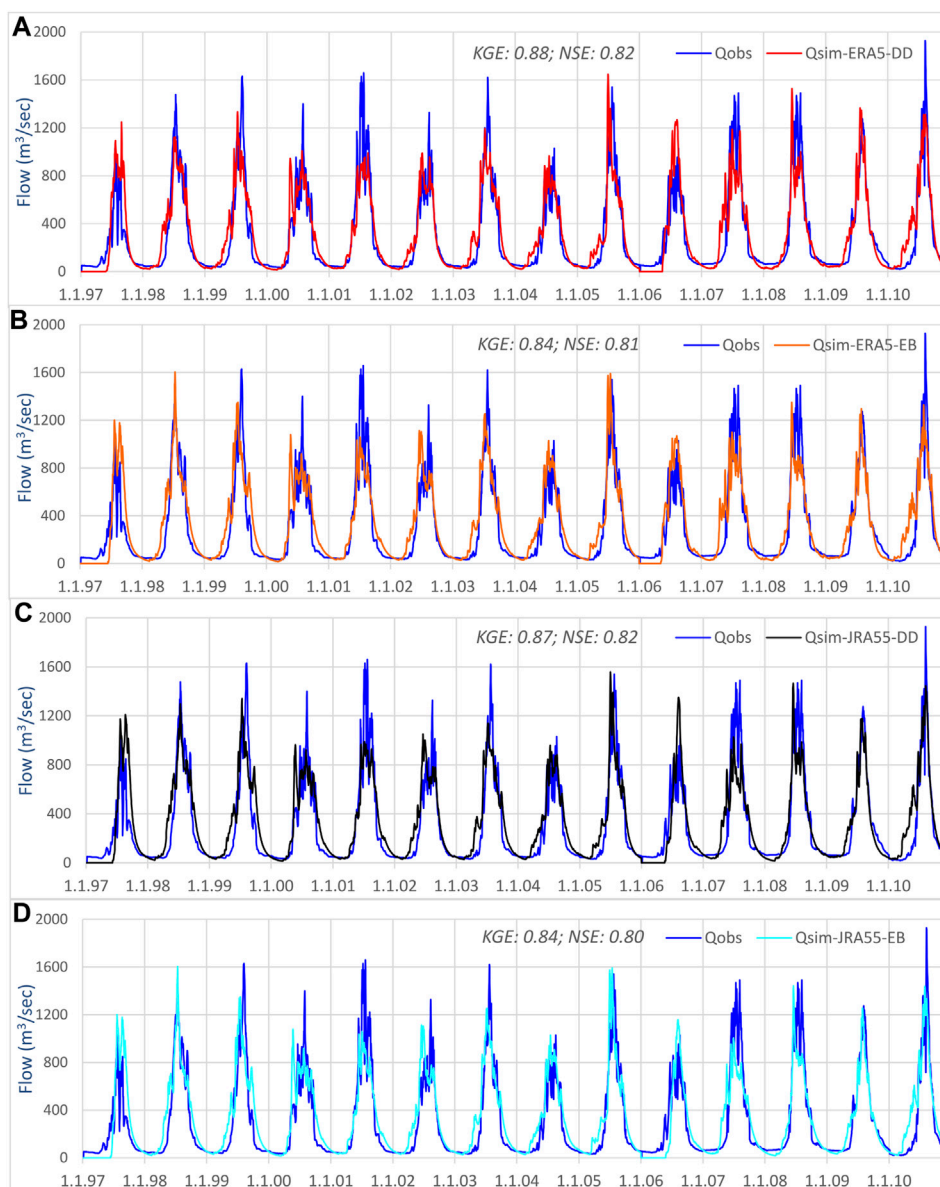 A
2000
KGE: 0.88; NSE: 0.82
Qobs
Qsim-ERA5-DD
1600
1200
800
400
0
Flow (m³/sec)
1.1.97 1.1.98 1.1.99 1.1.00 1.1.01 1.1.02 1.1.03 1.1.04 1.1.05 1.1.06 1.1.07 1.1.08 1.1.09 1.1.10
B
2000
KGE: 0.84; NSE: 0.81
Qobs
Qsim-ERA5-EB
1600
1200
800
400
0
Flow (m³/sec)
1.1.97 1.1.98 1.1.99 1.1.00 1.1.01 1.1.02 1.1.03 1.1.04 1.1.05 1.1.06 1.1.07 1.1.08 1.1.09 1.1.10
C
2000
KGE: 0.87; NSE: 0.82
Qobs
Qsim-JRA55-DD
1600
1200
800
400
0
Flow (m³/sec)
1.1.97 1.1.98 1.1.99 1.1.00 1.1.01 1.1.02 1.1.03 1.1.04 1.1.05 1.1.06 1.1.07 1.1.08 1.1.09 1.1.10
D
2000
KGE: 0.84; NSE: 0.80
Qobs
Qsim-JRA55-EB
1600
1200
800
400
0
Flow (m³/sec)
1.1.97 1.1.98 1.1.99 1.1.00 1.1.01 1.1.02 1.1.03 1.1.04 1.1.05 1.1.06 1.1.07 1.1.08 1.1.09 1.1.10